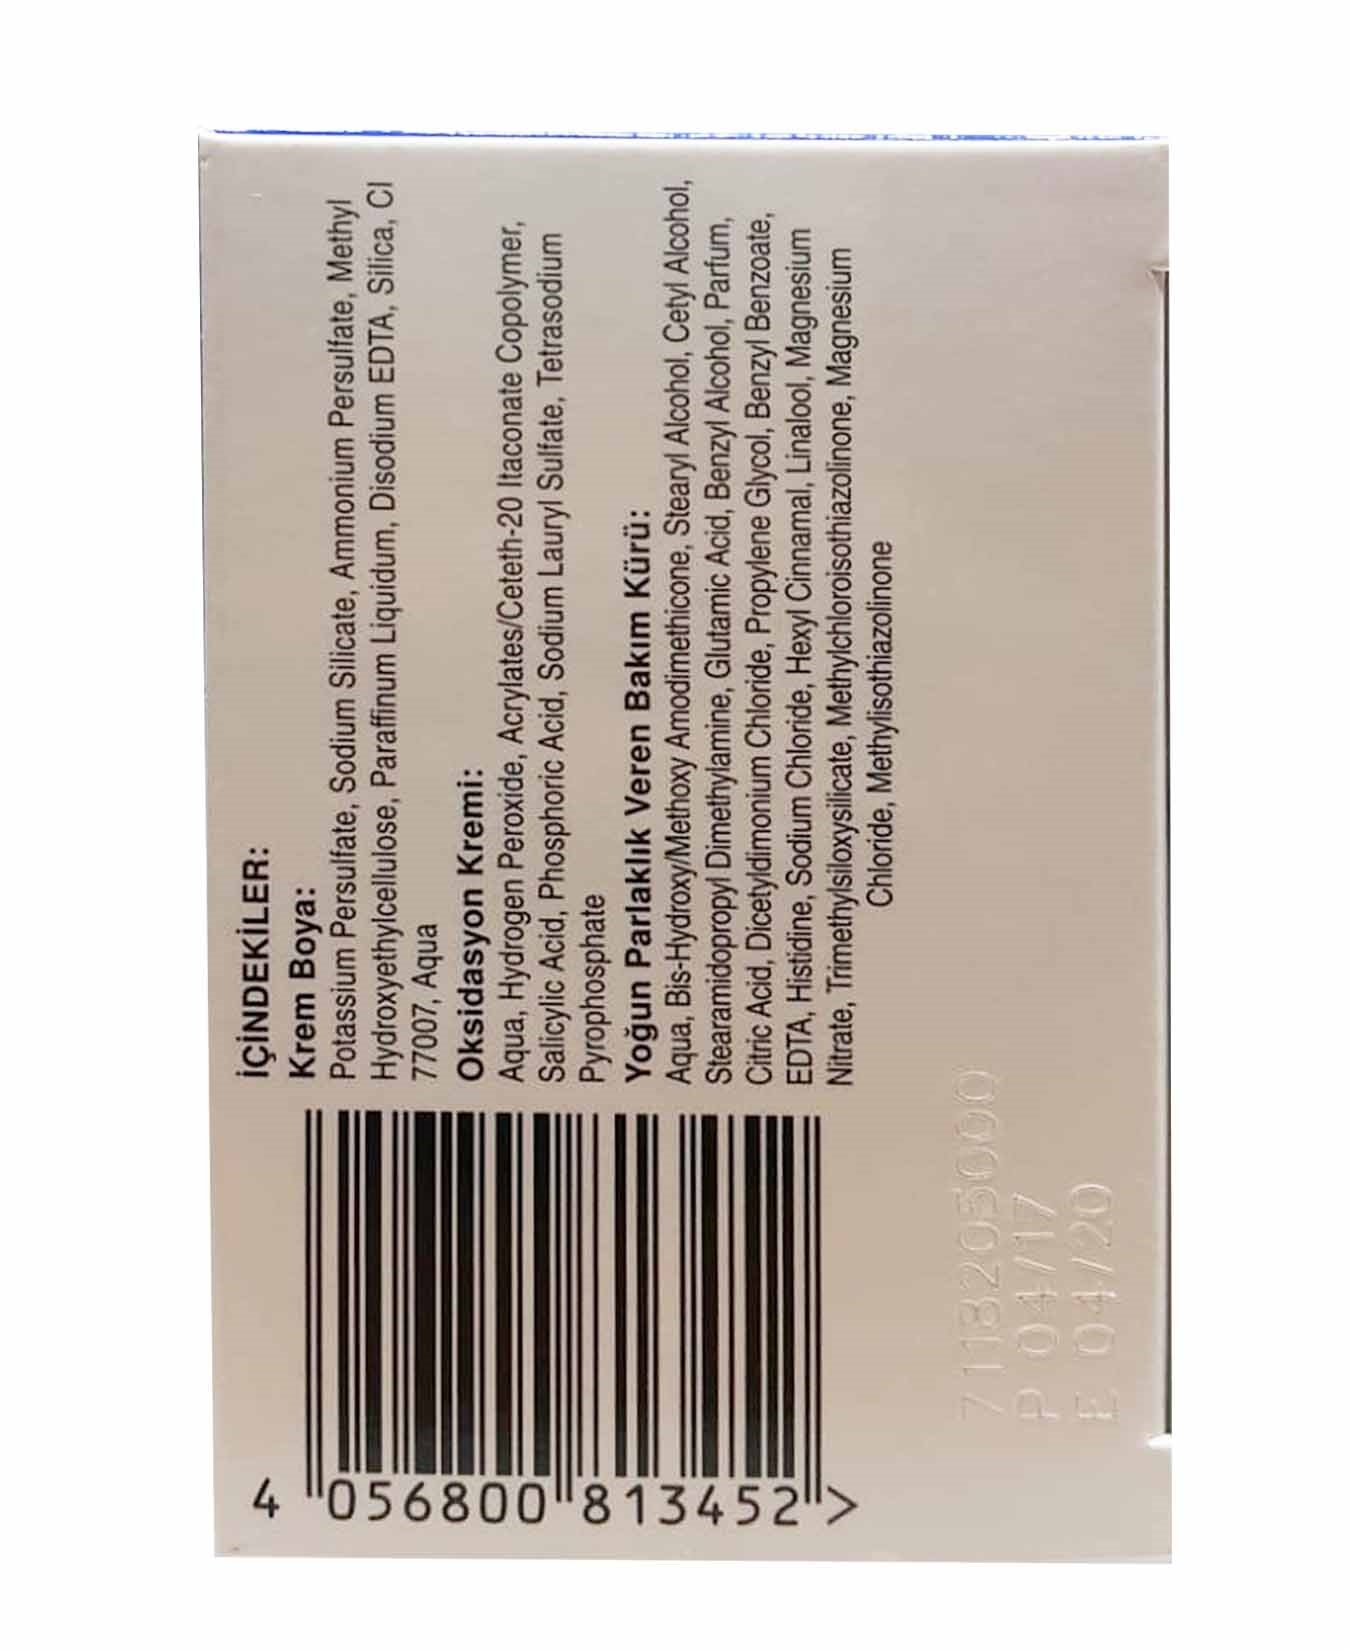 İÇİNDEKİLER:
Krem Boya:
Potassium Persulfate, Sodium Silicate, Ammonium Persulfate, Methyl
Hydroxyethylcellulose, Paraffinum Liquidum, Disodium EDTA, Silica, CI
77007, Aqua
Oksidasyon Kremi:
Aqua, Hydrogen Peroxide, Acrylates/Ceteth-20 Itaconate Copolymer,
Salicylic Acid, Phosphoric Acid, Sodium Lauryl Sulfate, Tetrasodium
Pyrophosphate
Yoğun Parlaklık Veren Bakım Kürü:
Aqua, Bis-Hydroxy/Methoxy Amodimethicone, Stearyl Alcohol, Cetyl Alcohol,
Stearamidopropyl Dimethylamine, Glutamic Acid, Benzyl Alcohol, Parfum,
Citric Acid, Dicetyldimonium Chloride, Propylene Glycol, Benzyl Benzoate,
EDTA, Histidine, Sodium Chloride, Hexyl Cinnamal, Linalool, Magnesium
Nitrate, Trimethylsiloxysilicate, Methylchloroisothiazolinone, Magnesium
Chloride, Methylisothiazolinone
4 056800 813452 >
7118205000
P 04/17
E 04/20